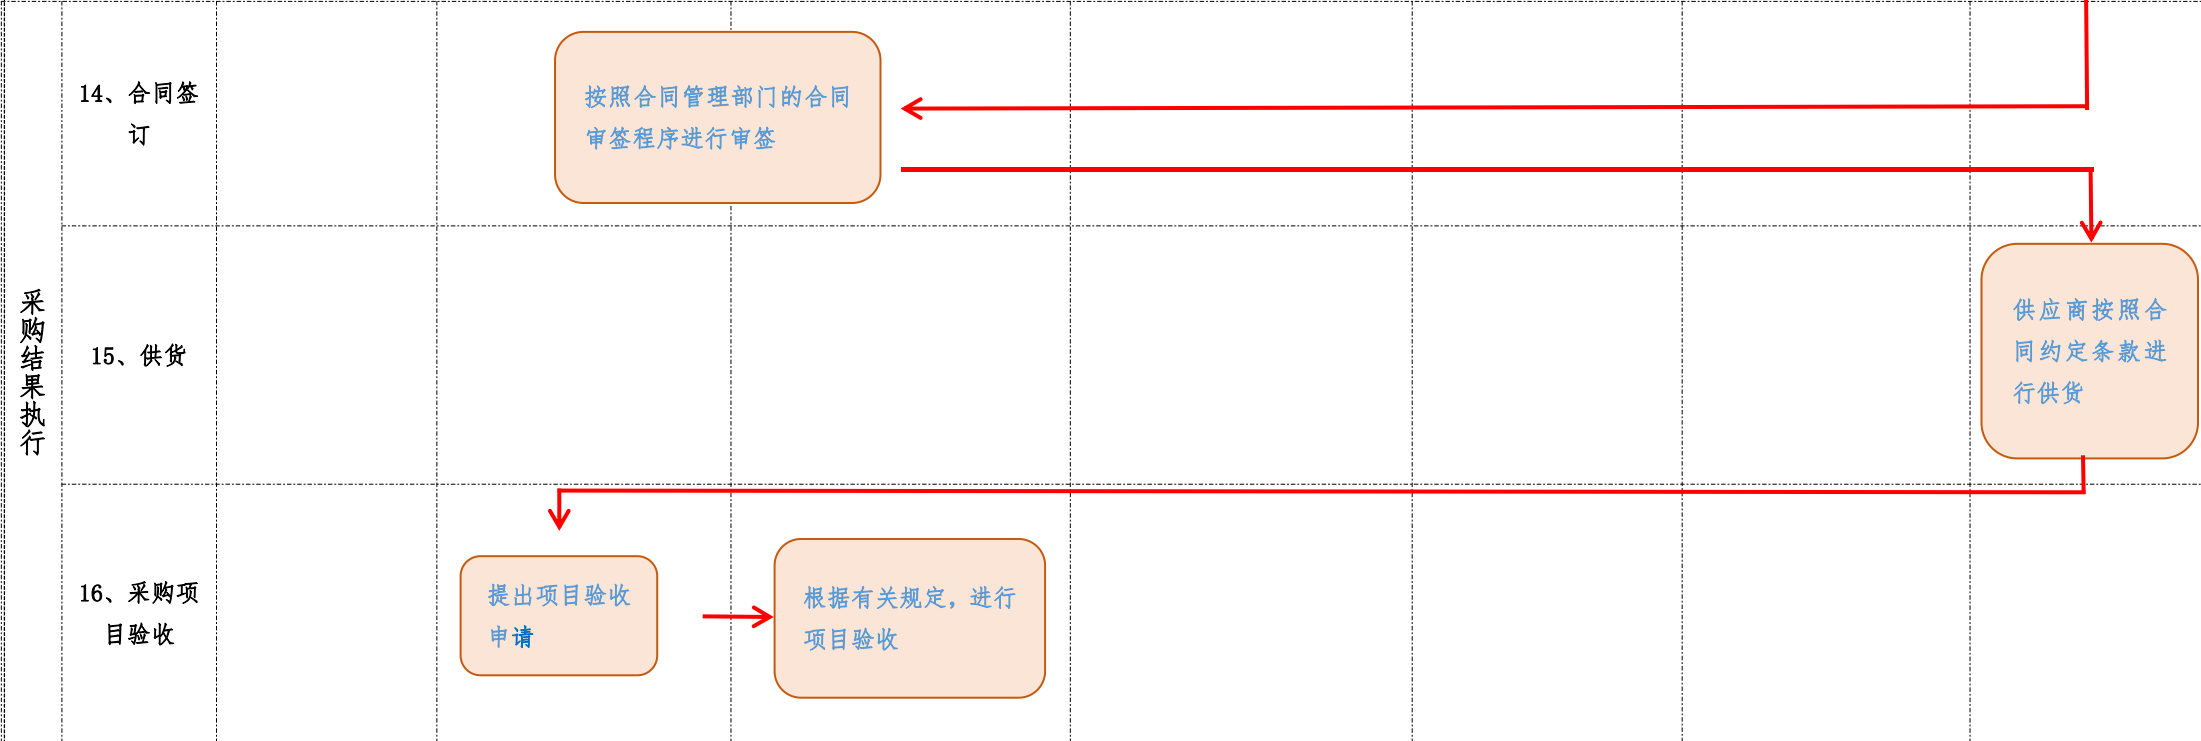 采购结果执行
14、合同签
订
按照合同管理部门的合同
审签程序进行审签
15、供货
供应商按照合
同约定条款进
行供货
16、采购项
目验收
提出项目验收
申请
根据有关规定，进行
项目验收